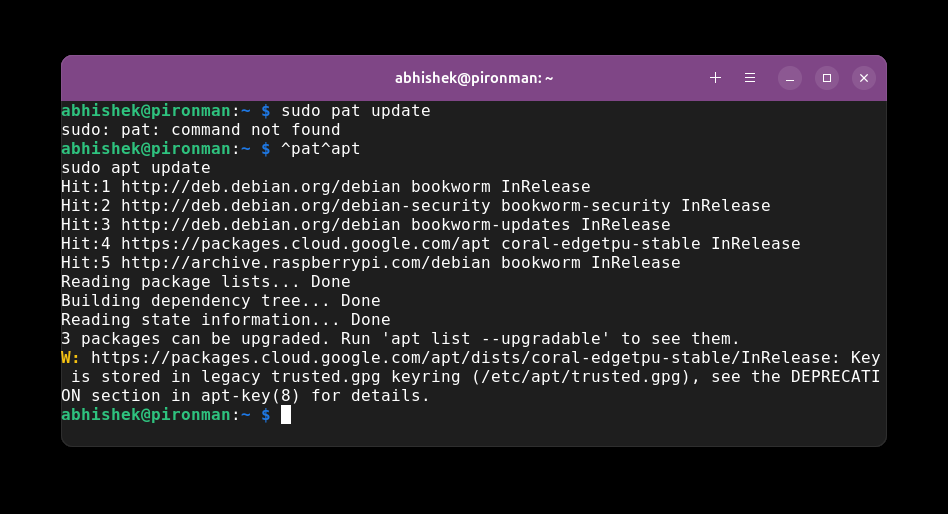 abhishek@pironman: ~
abhishek@pironman:~ $ sudo pat update
sudo: pat: command not found
abhishek@pironman:~ $ ^pat^apt
sudo apt update
Hit:1 http://deb.debian.org/debian bookworm InRelease
Hit:2 http://deb.debian.org/debian-security bookworm-security InRelease
Hit:3 http://deb.debian.org/debian bookworm-updates InRelease
Hit:4 https://packages.cloud.google.com/apt coral-edgetpu-stable InRelease
Hit:5 http://archive.raspberrypi.com/debian bookworm InRelease
Reading package lists... Done
Building dependency tree... Done
Reading state information... Done
3 packages can be upgraded. Run 'apt list --upgradable' to see them.
W: https://packages.cloud.google.com/apt/dists/coral-edgetpu-stable/InRelease: Key
 is stored in legacy trusted.gpg keyring (/etc/apt/trusted.gpg), see the DEPRECATI
ON section in apt-key(8) for details.
abhishek@pironman:~ $